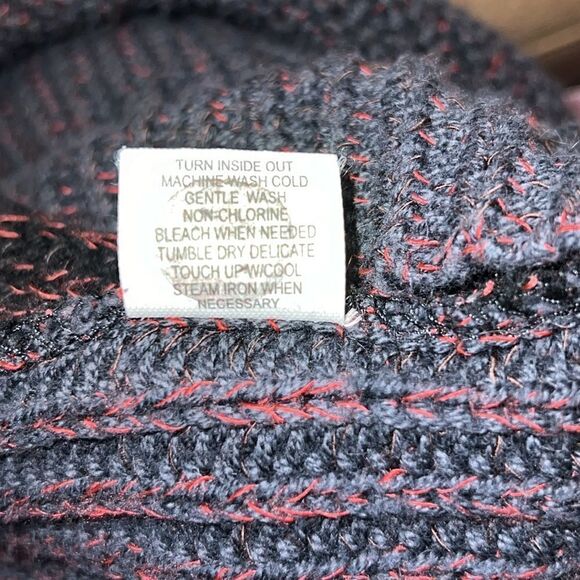 TURN INSIDE OUT
MACHINE WASH COLD
GENTLE WASH
NON-CHLORINE
BLEACH WHEN NEEDED
TUMBLE DRY DELICATE
TOUCH UP W/COOL
STEAM IRON WHEN
NECESSARY